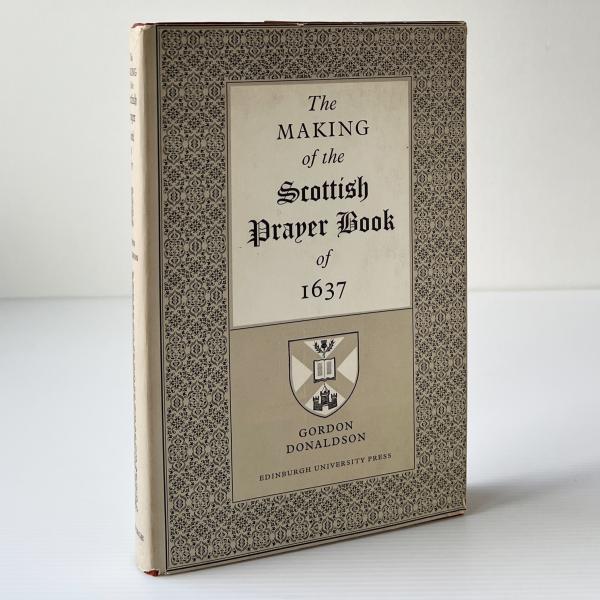 The
MAKING
of the
Scottish
Prayer Book
of
1637
GORDON
DONALDSON
EDINBURGH UNIVERSITY PRESS